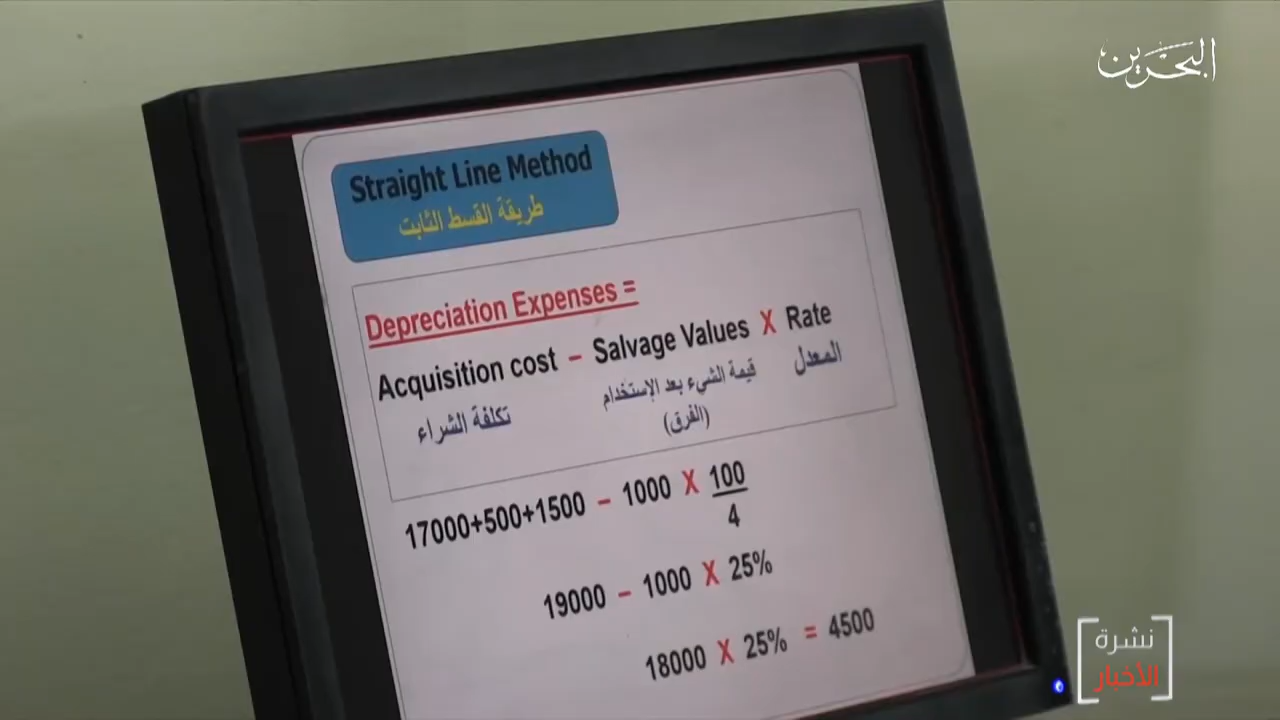 البحرين
Straight Line Method
طريقة القسط الثابت
Depreciation Expenses =
Acquisition cost – Salvage Values X Rate
تكلفة الشراء قيمة الشيء بعد الإستخدام المعدل
(الفرق)
17000+500+1500 – 1000 X 100
4
19000 – 1000 X 25%
18000 X 25% = 4500
نشرة
الأخبار